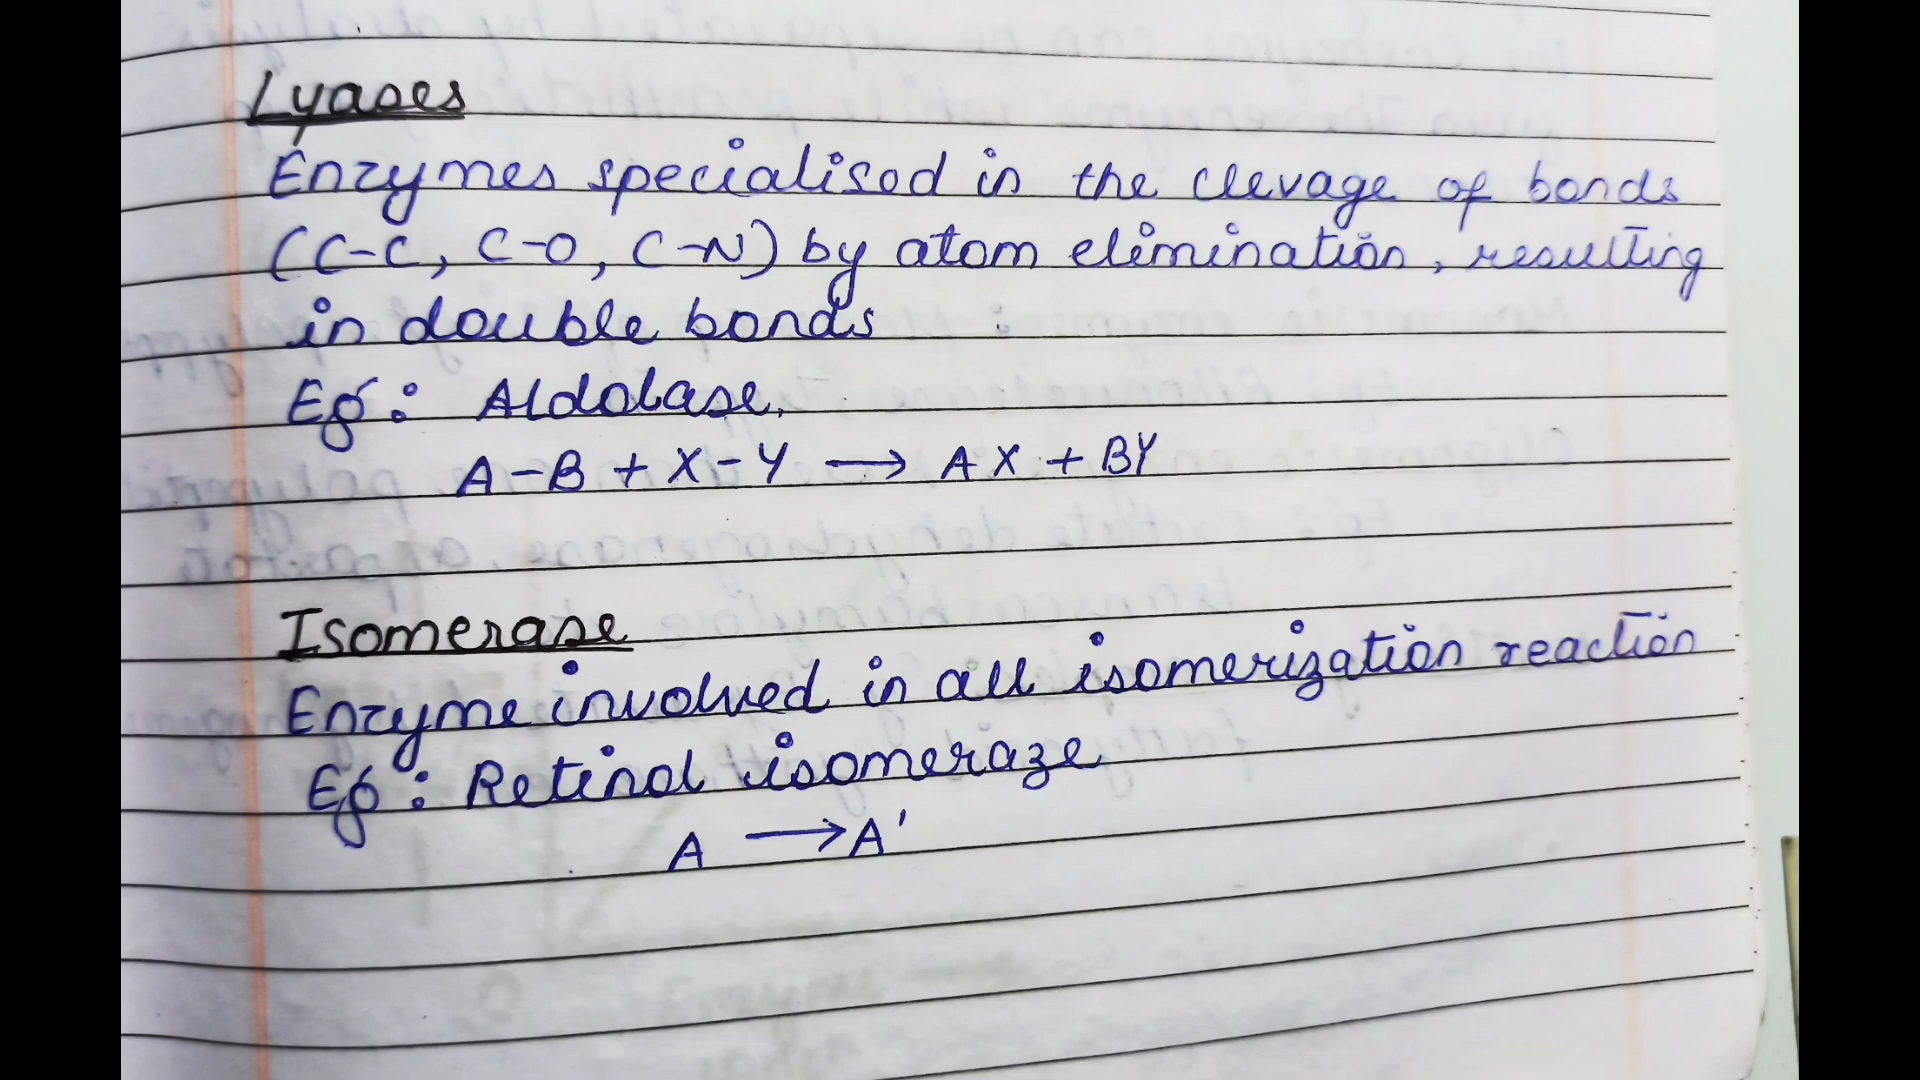 Lyases
Enzymes specialised in the clevage of bonds
(C-C, C-O, C-N) by atom elimination, resulting
in double bonds
Eg: Aldolase.
A-B + X-Y → AX + BY
Isomerase
Enzyme involved in all isomerization reaction
Eg: Retinol isomeraze
A → A'